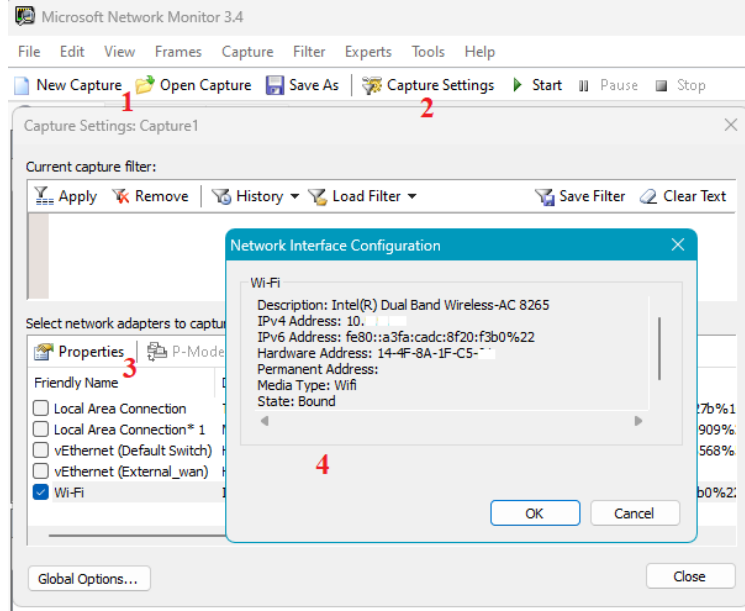 Microsoft Network Monitor 3.4
File Edit View Frames Capture Filter Experts Tools Help
New Capture Open Capture Save As Capture Settings Start Pause Stop
1
2
Capture Settings: Capture1
Current capture filter:
Apply Remove History Load Filter Save Filter Clear Text
Network Interface Configuration
Wi-Fi
Description: Intel(R) Dual Band Wireless-AC 8265
IPv4 Address: 10.
IPv6 Address: fe80::a3fa:cadc:8f20:f3b0%22
Hardware Address: 14-4F-8A-1F-C5-
Permanent Address:
Media Type: Wifi
State: Bound
4
OK Cancel
Select network adapters to captu
Properties P-Mode
3
Friendly Name
Local Area Connection 27b%1
Local Area Connection* 1 909%
vEthernet (Default Switch) 568%
vEthernet (External_wan)
Wi-Fi b0%22
Global Options... Close